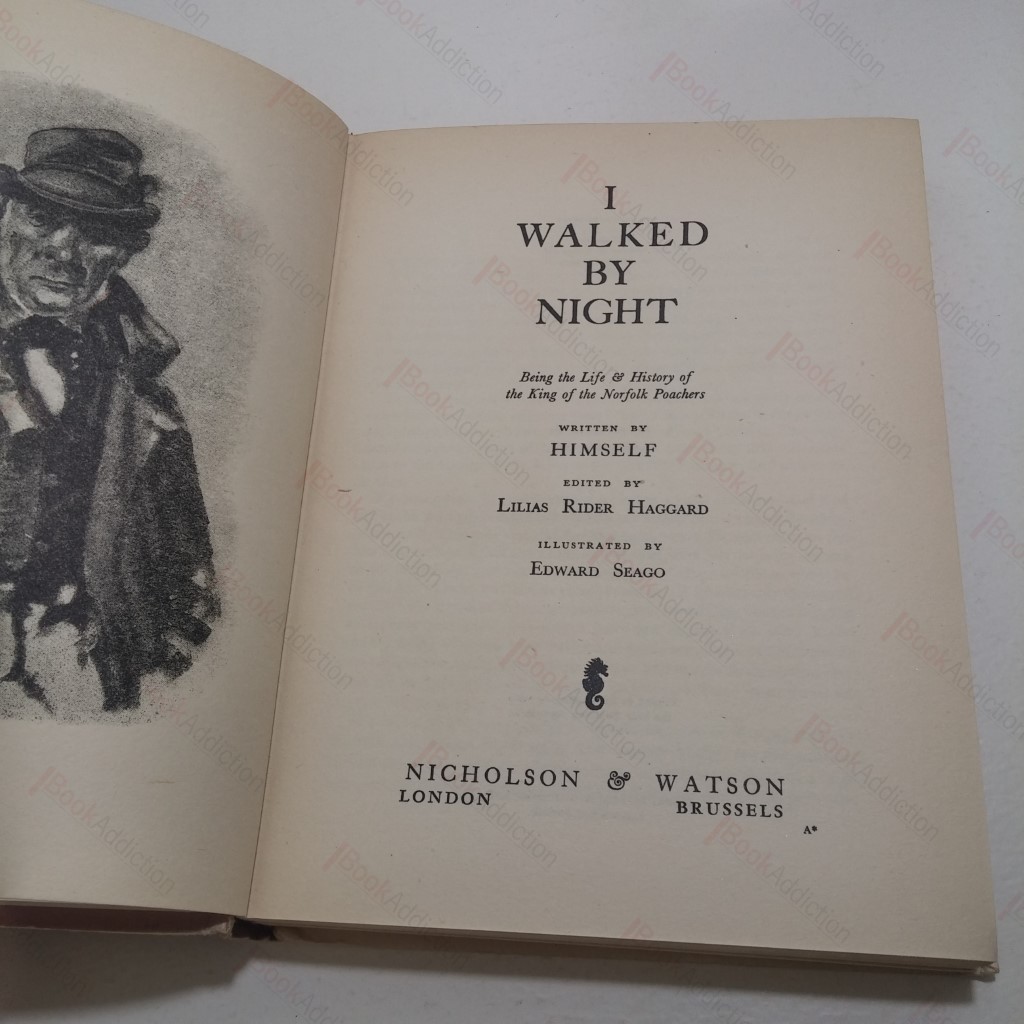 I
WALKED
BY
NIGHT
Being the Life & History of
the King of the Norfolk Poachers
WRITTEN BY
HIMSELF
EDITED BY
LILIAS RIDER HAGGARD
ILLUSTRATED BY
EDWARD SEAGO
NICHOLSON & WATSON
LONDON BRUSSELS
A*
BookAddiction